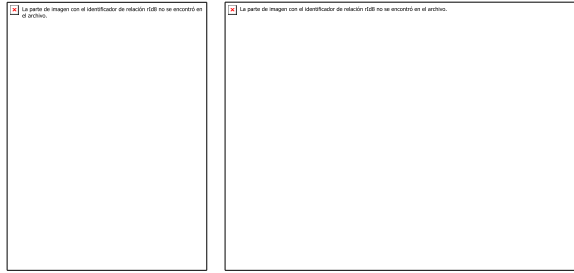 La parte de imagen con el identificador de relación rId8 no se encontró en
el archivo.
La parte de imagen con el identificador de relación rId8 no se encontró en el archivo.